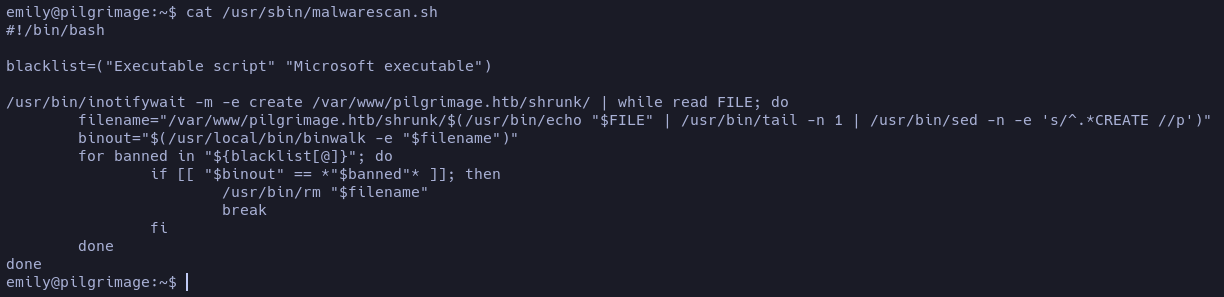 emily@pilgrimage:~$ cat /usr/sbin/malwarescan.sh
#!/bin/bash

blacklist=("Executable script" "Microsoft executable")

/usr/bin/inotifywait -m -e create /var/www/pilgrimage.htb/shrunk/ | while read FILE; do
        filename="/var/www/pilgrimage.htb/shrunk/$(/usr/bin/echo "$FILE" | /usr/bin/tail -n 1 | /usr/bin/sed -n -e 's/^.*CREATE //p')"
        binout="$(/usr/local/bin/binwalk -e "$filename")"
        for banned in "${blacklist[@]}"; do
                if [[ "$binout" == *"$banned"* ]]; then
                        /usr/bin/rm "$filename"
                        break
                fi
        done
done
emily@pilgrimage:~$